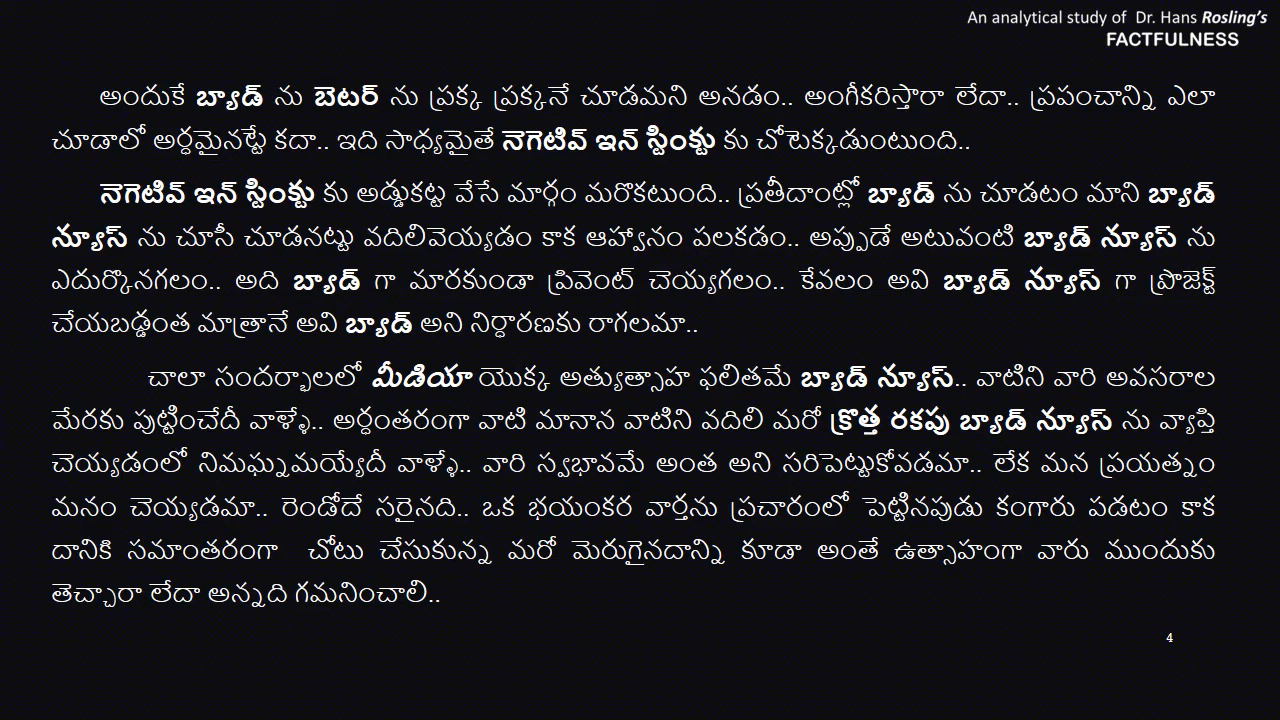 An analytical study of Dr. Hans Rosling's
FACTFULNESS
అందుకే బ్యాడ్ ను బెటర్ ను ప్రక్క ప్రక్కనే చూడమని అనడం.. అంగీకరిస్తారా లేదా.. ప్రపంచాన్ని ఎలా
చూడాలో అర్ధమైనట్టే కదా.. ఇది సాధ్యమైతే నెగెటివ్ ఇన్ స్టింక్టు కు చోటెక్కడుంటుంది..
నెగెటివ్ ఇన్ స్టింక్టు కు అడ్డుకట్ట వేసే మార్గం మరొకటుంది.. ప్రతీదాంట్లో బ్యాడ్ ను చూడటం మాని బ్యాడ్
న్యూస్ ను చూసీ చూడనట్టు వదిలివెయ్యడం కాక ఆహ్వానం పలకడం.. అప్పుడే అటువంటి బ్యాడ్ న్యూస్ ను
ఎదుర్కొనగలం.. అది బ్యాడ్ గా మారకుండా ప్రివెంట్ చెయ్యగలం.. కేవలం అవి బ్యాడ్ న్యూస్ గా ప్రొజెక్ట్
చేయబడ్డంత మాత్రానే అవి బ్యాడ్ అని నిర్ధారణకు రాగలమా..
చాలా సందర్భాలలో మీడియా యొక్క అత్యుత్సాహ ఫలితమే బ్యాడ్ న్యూస్.. వాటిని వారి అవసరాల
మేరకు పుట్టించేదీ వాళ్ళే.. అర్ధంతరంగా వాటి మానాన వాటిని వదిలి మరో క్రొత్త రకపు బ్యాడ్ న్యూస్ ను వ్యాప్తి
చెయ్యడంలో నిమఘ్నమయ్యేదీ వాళ్ళే.. వారి స్వభావమే అంత అని సరిపెట్టుకోవడమా.. లేక మన ప్రయత్నం
మనం చెయ్యడమా.. రెండోదే సరైనది.. ఒక భయంకర వార్తను ప్రచారంలో పెట్టినపుడు కంగారు పడటం కాక
దానికి సమాంతరంగా చోటు చేసుకున్న మరో మెరుగైనదాన్ని కూడా అంతే ఉత్సాహంగా వారు ముందుకు
తెచ్చారా లేదా అన్నది గమనించాలి..
4